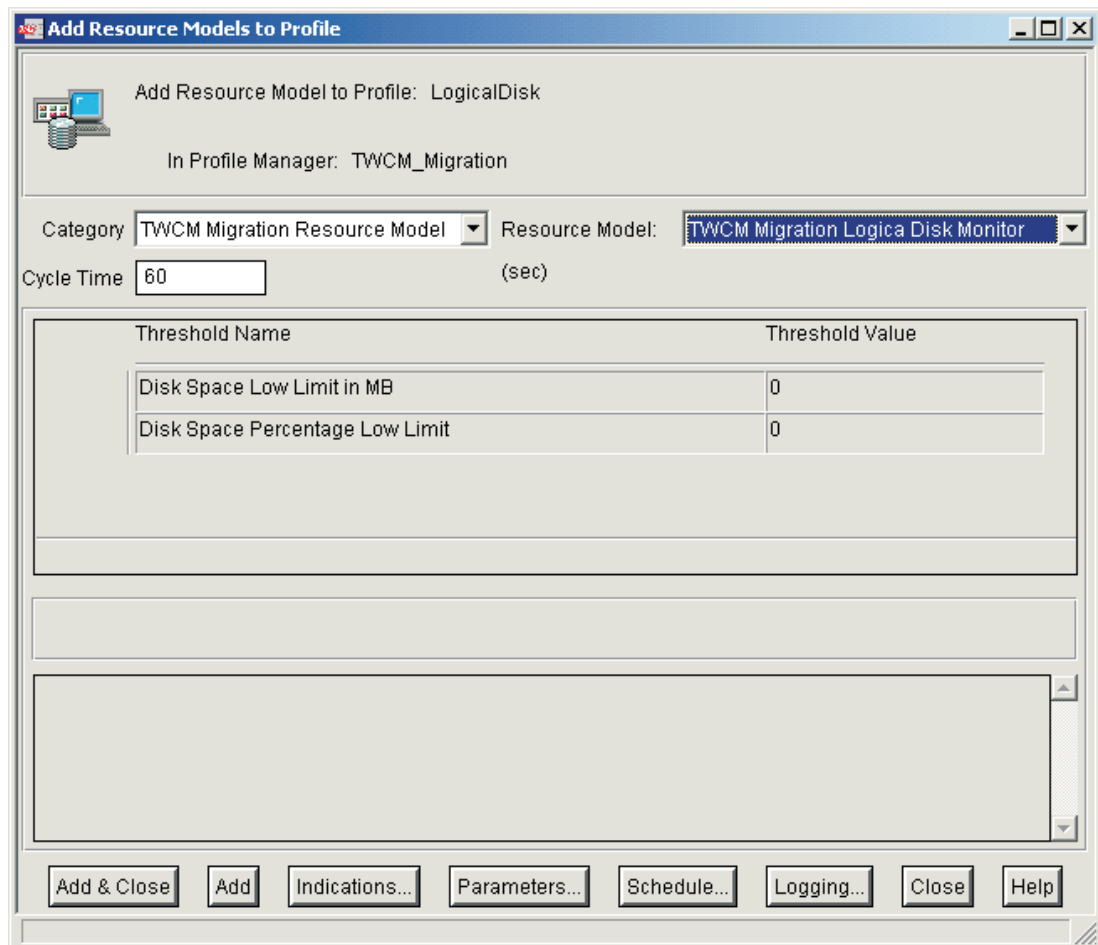 Add Resource Models to Profile
Add Resource Model to Profile: LogicalDisk
In Profile Manager: TWCM_Migration
Category TWCM Migration Resource Model Resource Model: TWCM Migration Logica Disk Monitor
Cycle Time 60 (sec)
Threshold Name Threshold Value
Disk Space Low Limit in MB 0
Disk Space Percentage Low Limit 0
Add & Close Add Indications... Parameters... Schedule... Logging... Close Help